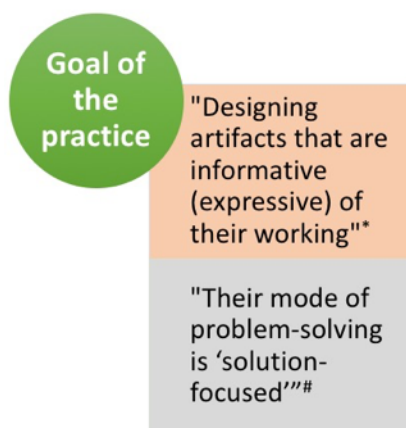 Goal of
the
practice
"Designing
artifacts that are
informative
(expressive) of
their working"*
"Their mode of
problem-solving
is ‘solution-
focused’”#